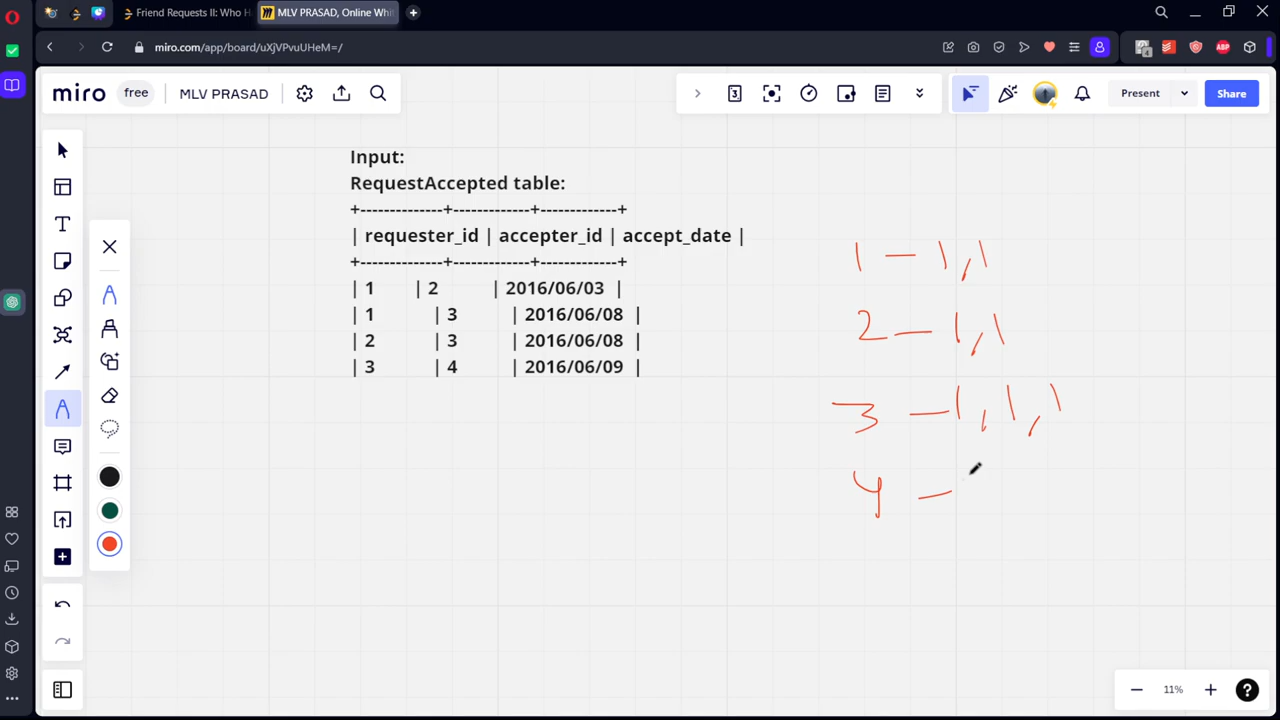 Friend Requests II: Who H
MLV PRASAD, Online Whi
miro.com/app/board/uXjVPvuUHeM=/
4
ABP
miro
free
MLV PRASAD
3
Present
Share
Input:
RequestAccepted table:
+--------------+-------------+-------------+
| requester_id | accepter_id | accept_date |
+--------------+-------------+-------------+
| 1 | 2 | 2016/06/03 |
| 1 | 3 | 2016/06/08 |
| 2 | 3 | 2016/06/08 |
| 3 | 4 | 2016/06/09 |
1 — 1,1
2 — 1,1
3 — 1,1,1
4 —
T
11%
?